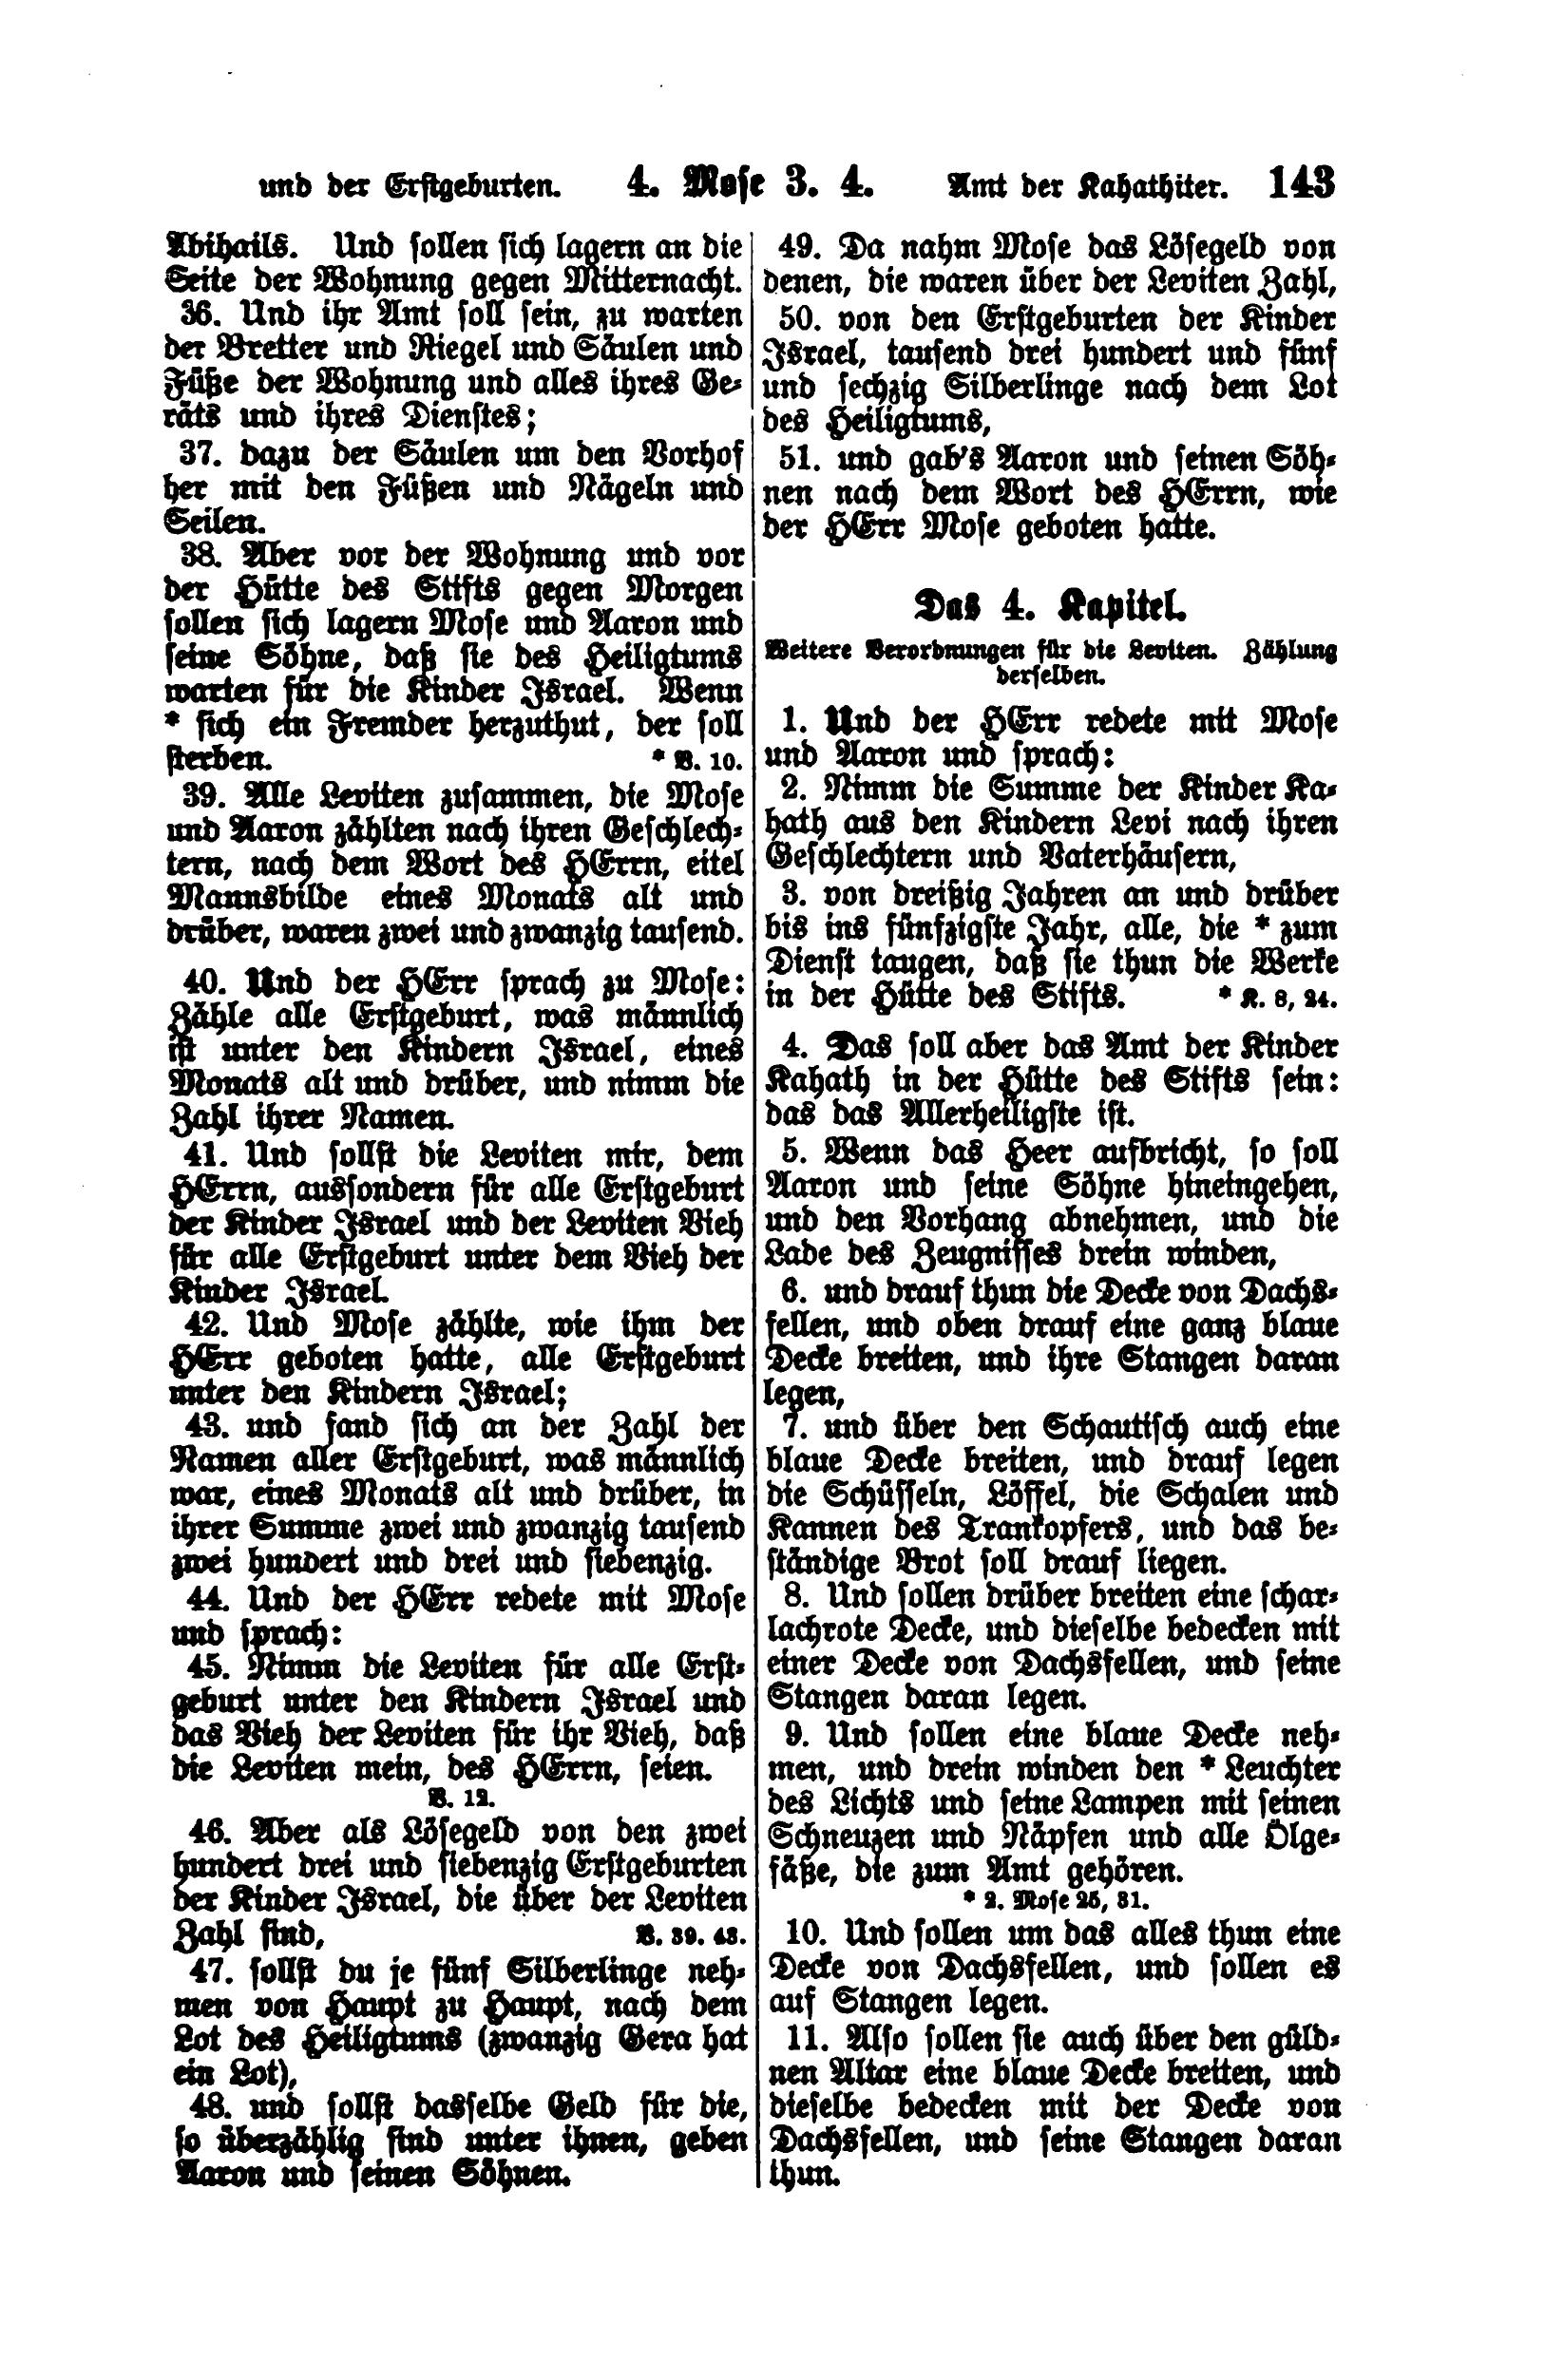 und der Erstgeburten. 4. Mose 3. 4. Amt der Kahathiter. 143
Abihails. Und sollen sich lagern an die
Seite der Wohnung gegen Mitternacht.
36. Und ihr Amt soll sein, zu warten
der Bretter und Riegel und Säulen und
Füße der Wohnung und alles ihres Ge-
räts und ihres Dienstes;
37. dazu der Säulen um den Vorhof
her mit den Füßen und Nägeln und
Seilen.
38. Aber vor der Wohnung und vor
der Hütte des Stifts gegen Morgen
sollen sich lagern Mose und Aaron und
seine Söhne, daß sie des Heiligtums
warten für die Kinder Israel. Wenn
* sich ein Fremder herzuthut, der soll
sterben. * V. 10.
39. Alle Leviten zusammen, die Mose
und Aaron zählten nach ihren Geschlech-
tern, nach dem Wort des HErrn, eitel
Mannsbilde eines Monats alt und
drüber, waren zwei und zwanzig tausend.
40. Und der HErr sprach zu Mose:
Zähle alle Erstgeburt, was männlich
ist unter den Kindern Israel, eines
Monats alt und drüber, und nimm die
Zahl ihrer Namen.
41. Und sollst die Leviten mir, dem
HErrn, aussondern für alle Erstgeburt
der Kinder Israel und der Leviten Vieh
für alle Erstgeburt unter dem Vieh der
Kinder Israel.
42. Und Mose zählte, wie ihm der
HErr geboten hatte, alle Erstgeburt
unter den Kindern Israel;
43. und fand sich an der Zahl der
Namen aller Erstgeburt, was männlich
war, eines Monats alt und drüber, in
ihrer Summe zwei und zwanzig tausend
zwei hundert und drei und siebenzig.
44. Und der HErr redete mit Mose
und sprach:
45. Nimm die Leviten für alle Erst-
geburt unter den Kindern Israel und
das Vieh der Leviten für ihr Vieh, daß
die Leviten mein, des HErrn, seien.
V. 12.
46. Aber als Lösegeld von den zwei
hundert drei und siebenzig Erstgeburten
der Kinder Israel, die über der Leviten
Zahl sind, V. 39. 43.
47. sollst du je fünf Silberlinge neh-
men von Haupt zu Haupt, nach dem
Lot des Heiligtums (zwanzig Gera hat
ein Lot),
48. und sollst dasselbe Geld für die,
so überzählig sind unter ihnen, geben
Aaron und seinen Söhnen.
49. Da nahm Mose das Lösegeld von
denen, die waren über der Leviten Zahl,
50. von den Erstgeburten der Kinder
Israel, tausend drei hundert und fünf
und sechzig Silberlinge nach dem Lot
des Heiligtums,
51. und gab's Aaron und seinen Söh-
nen nach dem Wort des HErrn, wie
der HErr Mose geboten hatte.
Das 4. Kapitel.
Weitere Verordnungen für die Leviten. Zählung
derselben.
1. Und der HErr redete mit Mose
und Aaron und sprach:
2. Nimm die Summe der Kinder Ka-
hath aus den Kindern Levi nach ihren
Geschlechtern und Vaterhäusern,
3. von dreißig Jahren an und drüber
bis ins fünfzigste Jahr, alle, die * zum
Dienst taugen, daß sie thun die Werke
in der Hütte des Stifts. * K. 8, 24.
4. Das soll aber das Amt der Kinder
Kahath in der Hütte des Stifts sein:
das das Allerheiligste ist.
5. Wenn das Heer aufbricht, so soll
Aaron und seine Söhne hineingehen,
und den Vorhang abnehmen, und die
Lade des Zeugnisses drein winden,
6. und drauf thun die Decke von Dachs-
fellen, und oben drauf eine ganz blaue
Decke breiten, und ihre Stangen daran
legen,
7. und über den Schautisch auch eine
blaue Decke breiten, und drauf legen
die Schüsseln, Löffel, die Schalen und
Kannen des Trankopfers, und das be-
ständige Brot soll drauf liegen.
8. Und sollen drüber breiten eine schar-
lachrote Decke, und dieselbe bedecken mit
einer Decke von Dachsfellen, und seine
Stangen daran legen.
9. Und sollen eine blaue Decke neh-
men, und drein winden den * Leuchter
des Lichts und seine Lampen mit seinen
Schneuzen und Näpfen und alle Ölge-
fäße, die zum Amt gehören.
* 2. Mose 25, 31.
10. Und sollen um das alles thun eine
Decke von Dachsfellen, und sollen es
auf Stangen legen.
11. Also sollen sie auch über den güld-
nen Altar eine blaue Decke breiten, und
dieselbe bedecken mit der Decke von
Dachsfellen, und seine Stangen daran
thun.